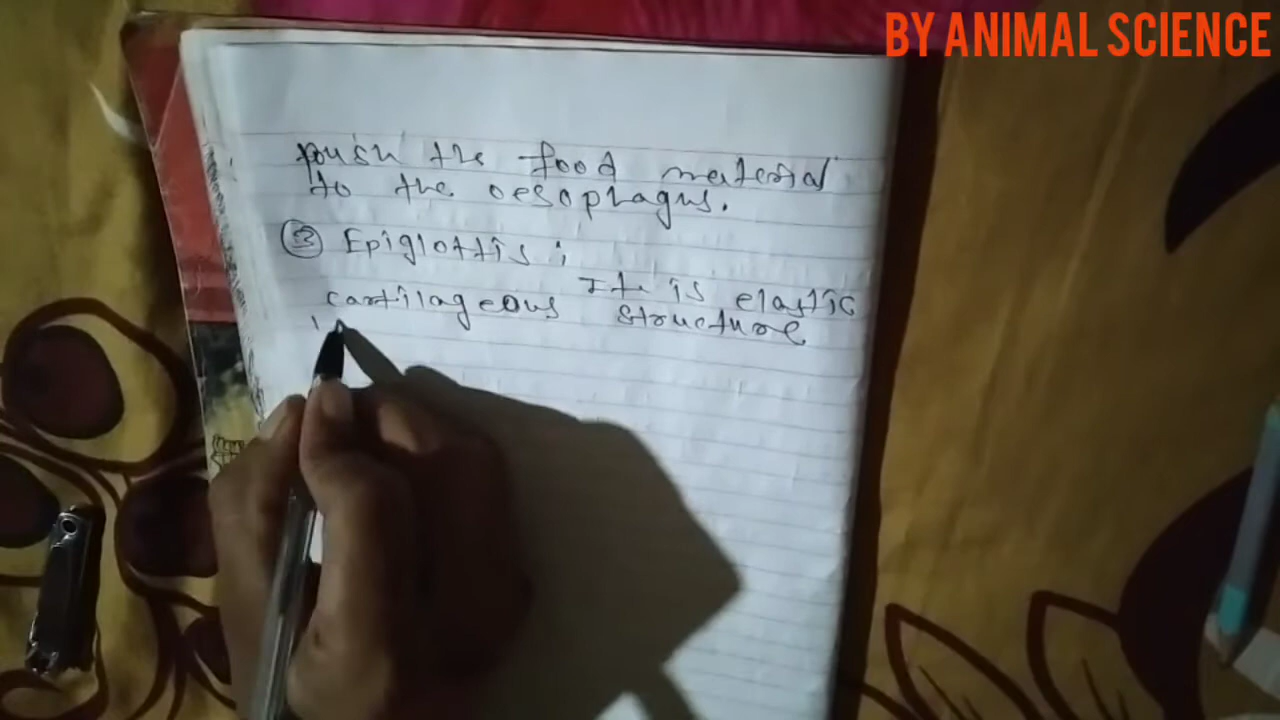 BY ANIMAL SCIENCE
push the food material
to the oesophagus.
③ Epiglottis :
It is elastic
cartilageous structure